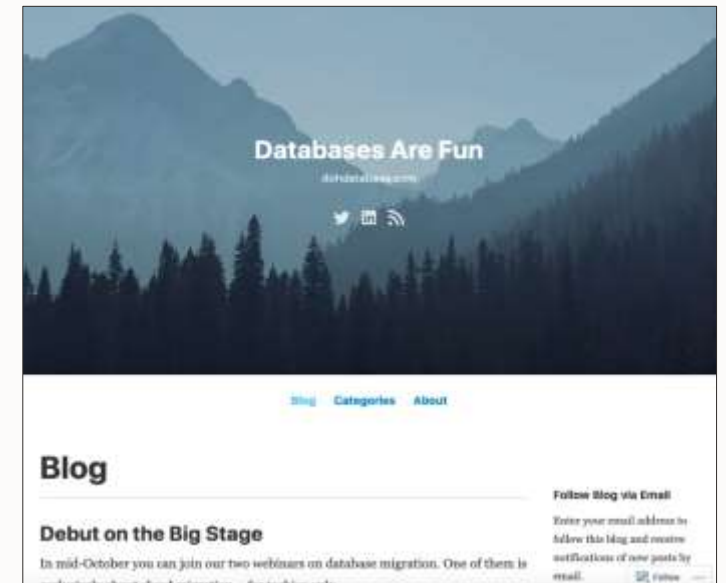 Databases Are Fun
Blog Categories About
Blog
Debut on the Big Stage
In mid-October you can join our two webinars on database migration. One of them is
Follow Blog via Email
Enter your email address to
follow this blog and receive
notifications of new posts by
email.
Follow